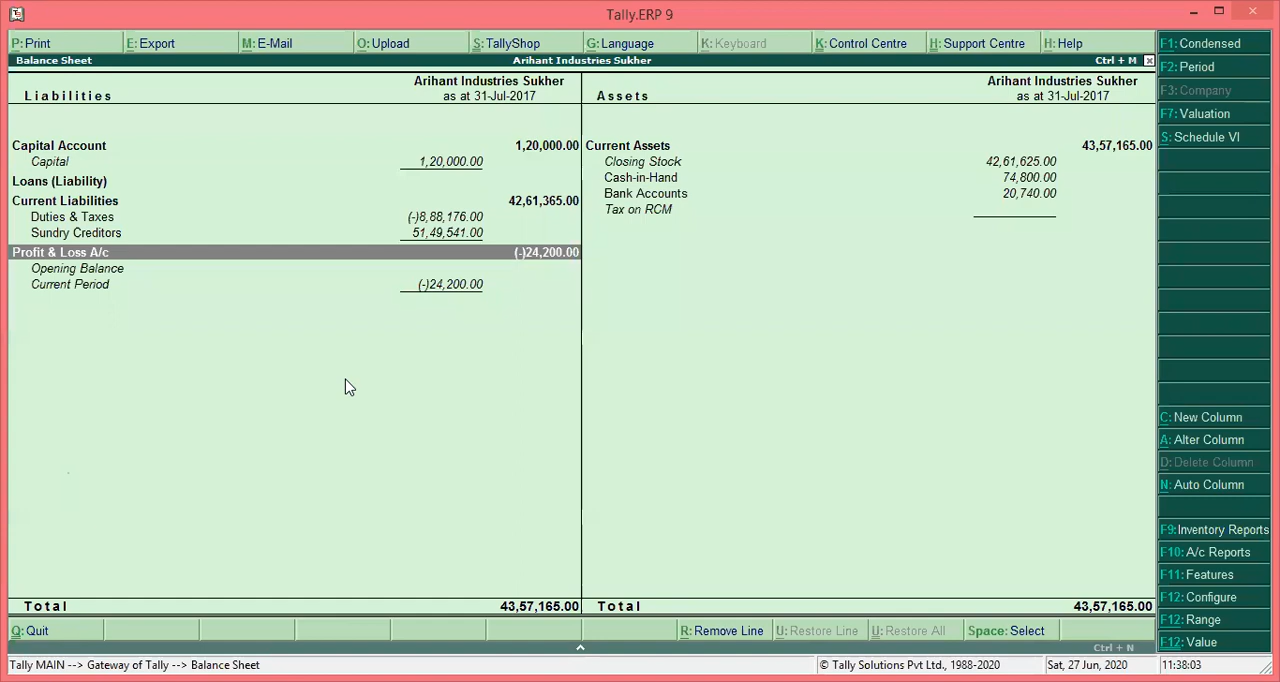 Tally.ERP 9
P: Print E: Export M: E-Mail O: Upload S: TallyShop G: Language K: Keyboard K: Control Centre H: Support Centre H: Help
Balance Sheet Arihant Industries Sukher Ctrl + M
Liabilities Arihant Industries Sukher as at 31-Jul-2017
Assets Arihant Industries Sukher as at 31-Jul-2017
Capital Account 1,20,000.00
Capital 1,20,000.00
Loans (Liability)
Current Liabilities 42,61,365.00
Duties & Taxes (-)8,88,176.00
Sundry Creditors 51,49,541.00
Profit & Loss A/c (-)24,200.00
Opening Balance
Current Period (-)24,200.00
Current Assets 43,57,165.00
Closing Stock 42,61,625.00
Cash-in-Hand 74,800.00
Bank Accounts 20,740.00
Tax on RCM
Total 43,57,165.00
Total 43,57,165.00
F1: Condensed
F2: Period
F3: Company
F7: Valuation
S: Schedule VI
C: New Column
A: Alter Column
D: Delete Column
N: Auto Column
F9: Inventory Reports
F10: A/c Reports
F11: Features
F12: Configure
F12: Range
F12: Value
Q: Quit R: Remove Line U: Restore Line U: Restore All Space: Select
Ctrl + N
Tally MAIN --> Gateway of Tally --> Balance Sheet © Tally Solutions Pvt Ltd., 1988-2020 Sat, 27 Jun, 2020 11:38:03